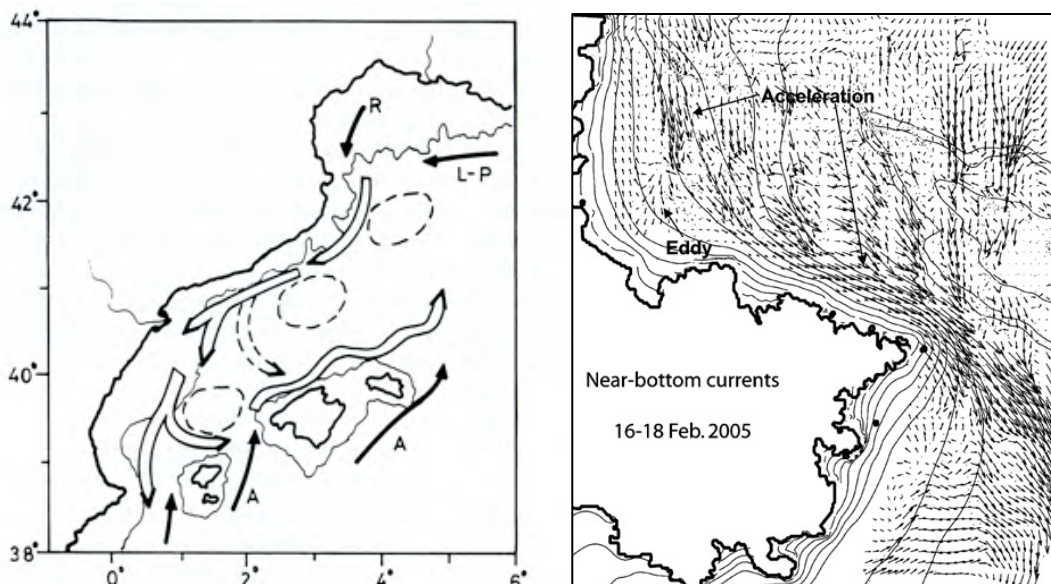 44°
R
L-P
42°
A
40°
A
38°
0°
2°
4°
6°
Acceleration
Eddy
Near-bottom currents
16-18 Feb. 2005